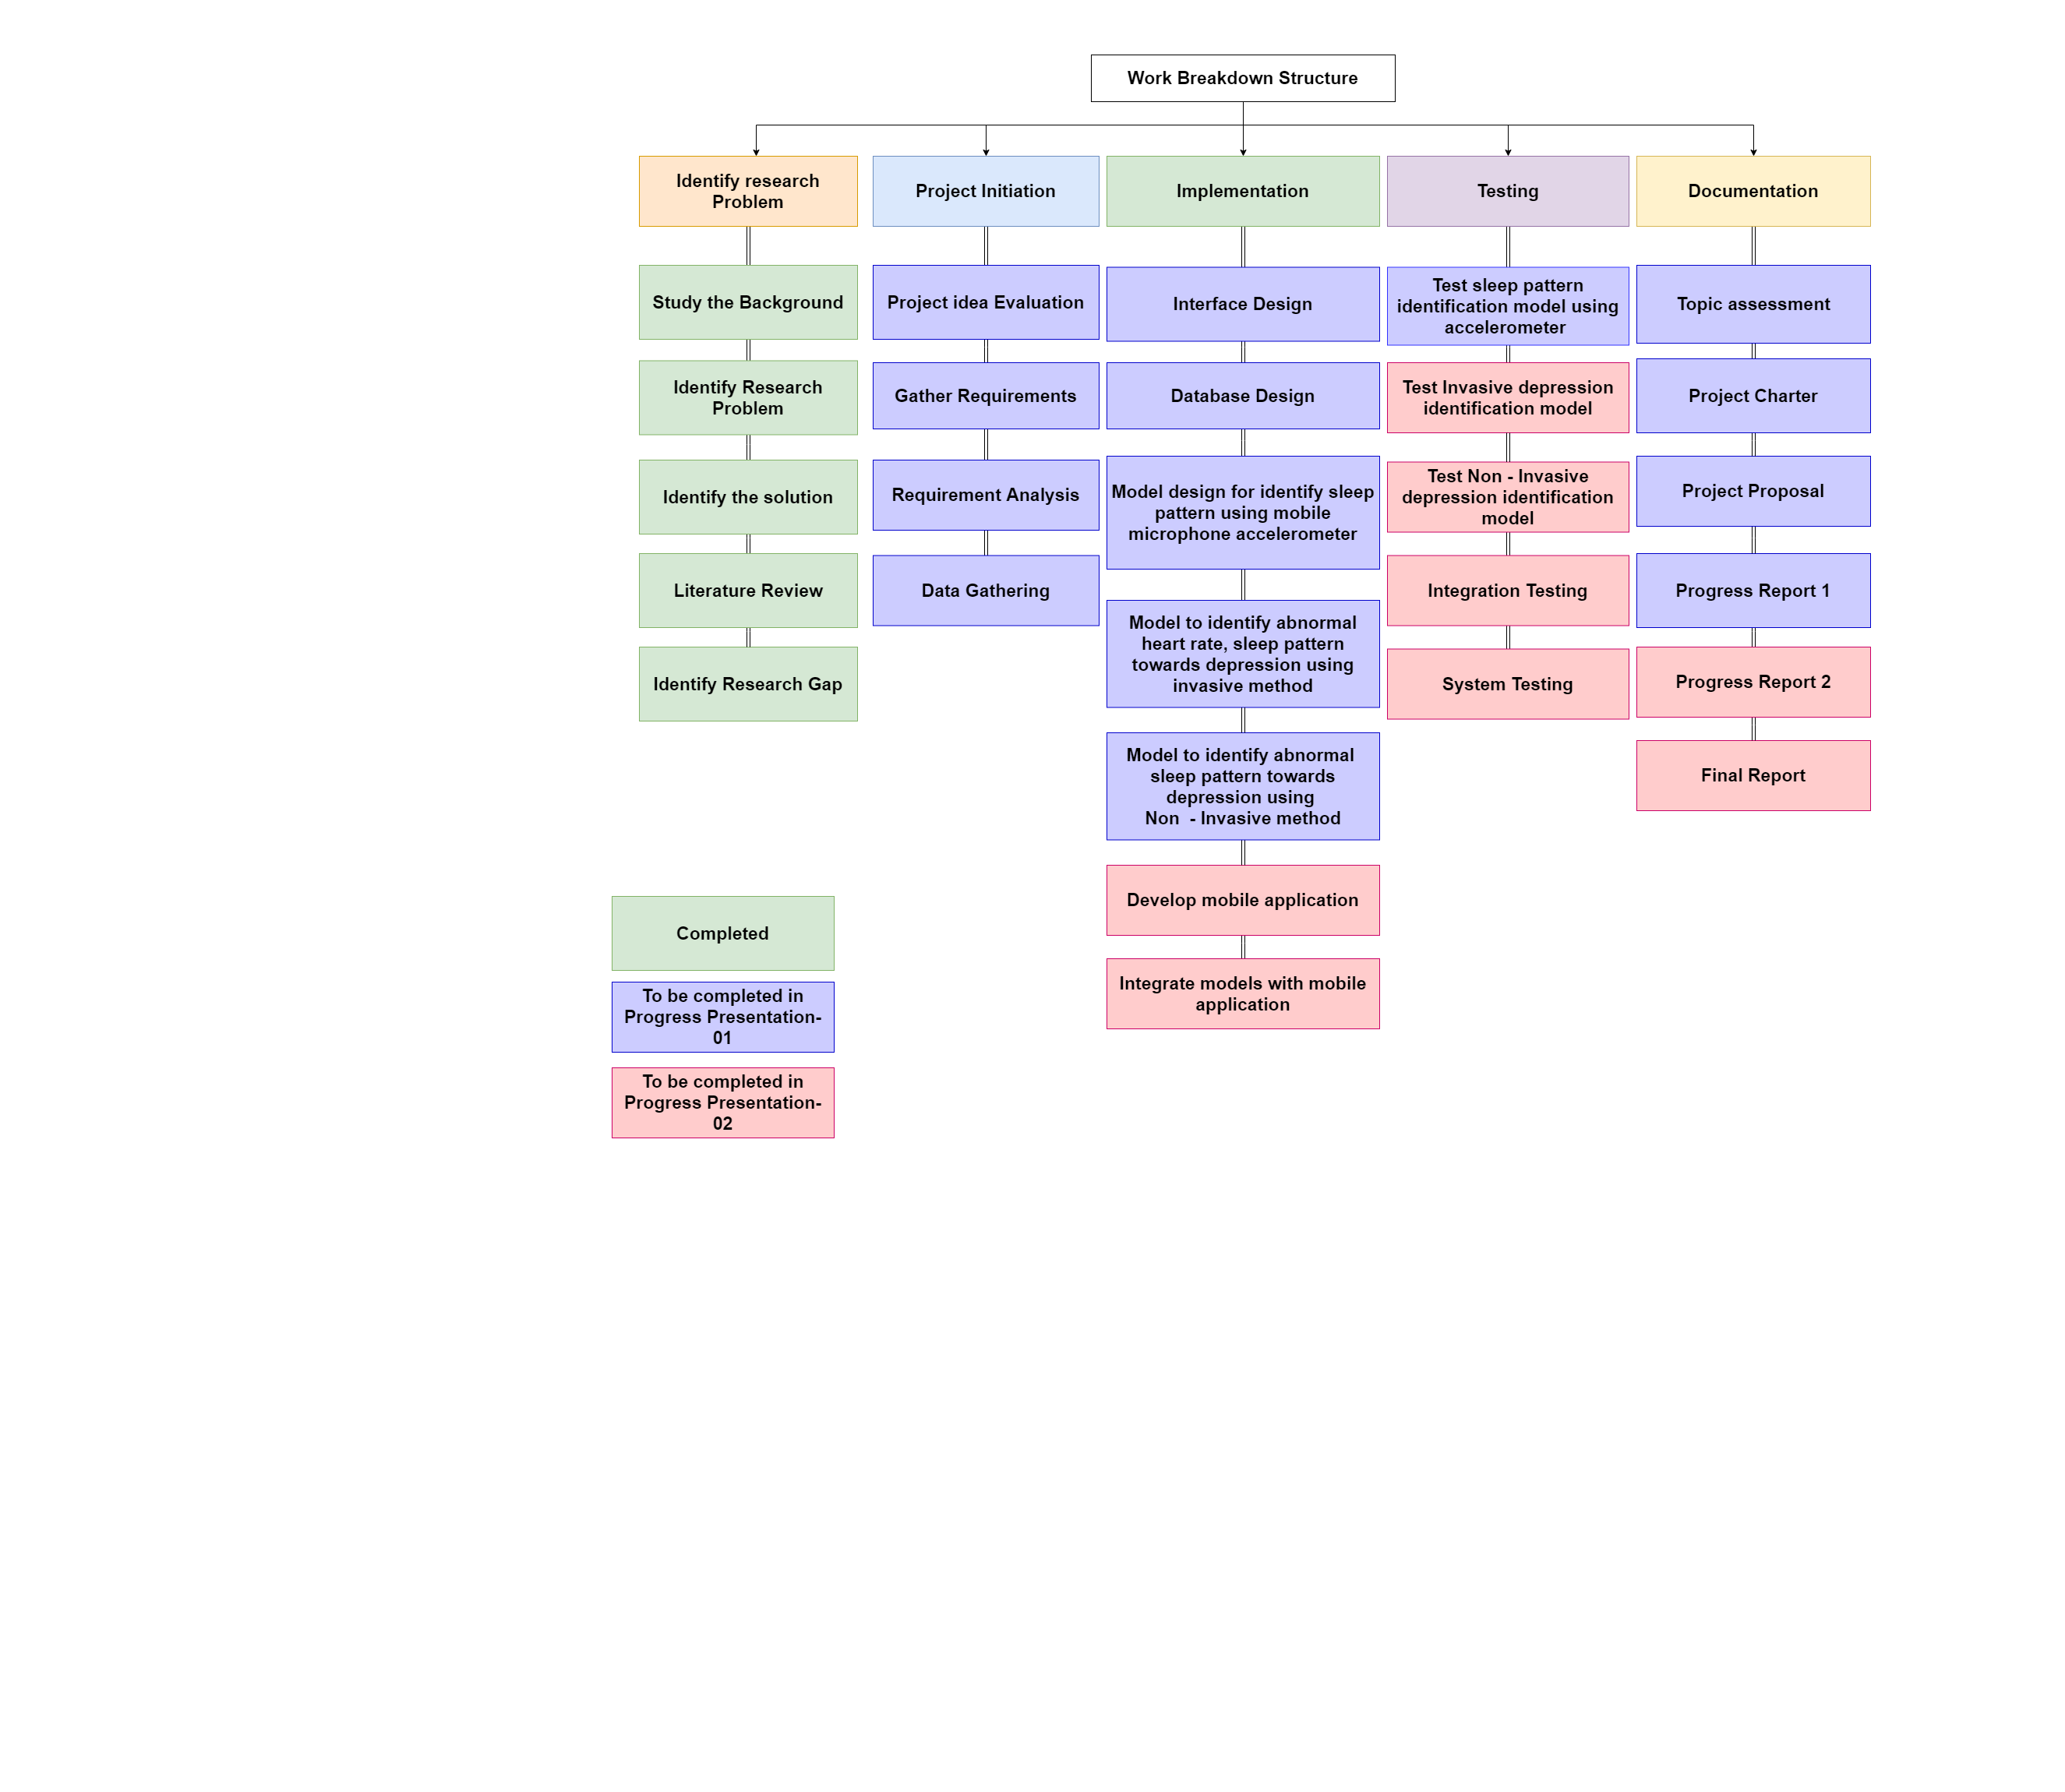 Work Breakdown Structure
Identify research
Problem
Project Initiation
Implementation
Testing
Documentation
Study the Background
Identify Research
Problem
Identify the solution
Literature Review
Identify Research Gap
Project idea Evaluation
Gather Requirements
Requirement Analysis
Data Gathering
Interface Design
Database Design
Model design for identify sleep
pattern using mobile
microphone accelerometer
Model to identify abnormal
heart rate, sleep pattern
towards depression using
invasive method
Model to identify abnormal
sleep pattern towards
depression using
Non  - Invasive method
Develop mobile application
Integrate models with mobile
application
Test sleep pattern
identification model using
accelerometer
Test Invasive depression
identification model
Test Non - Invasive
depression identification
model
Integration Testing
System Testing
Topic assessment
Project Charter
Project Proposal
Progress Report 1
Progress Report 2
Final Report
Completed
To be completed in
Progress Presentation-
01
To be completed in
Progress Presentation-
02